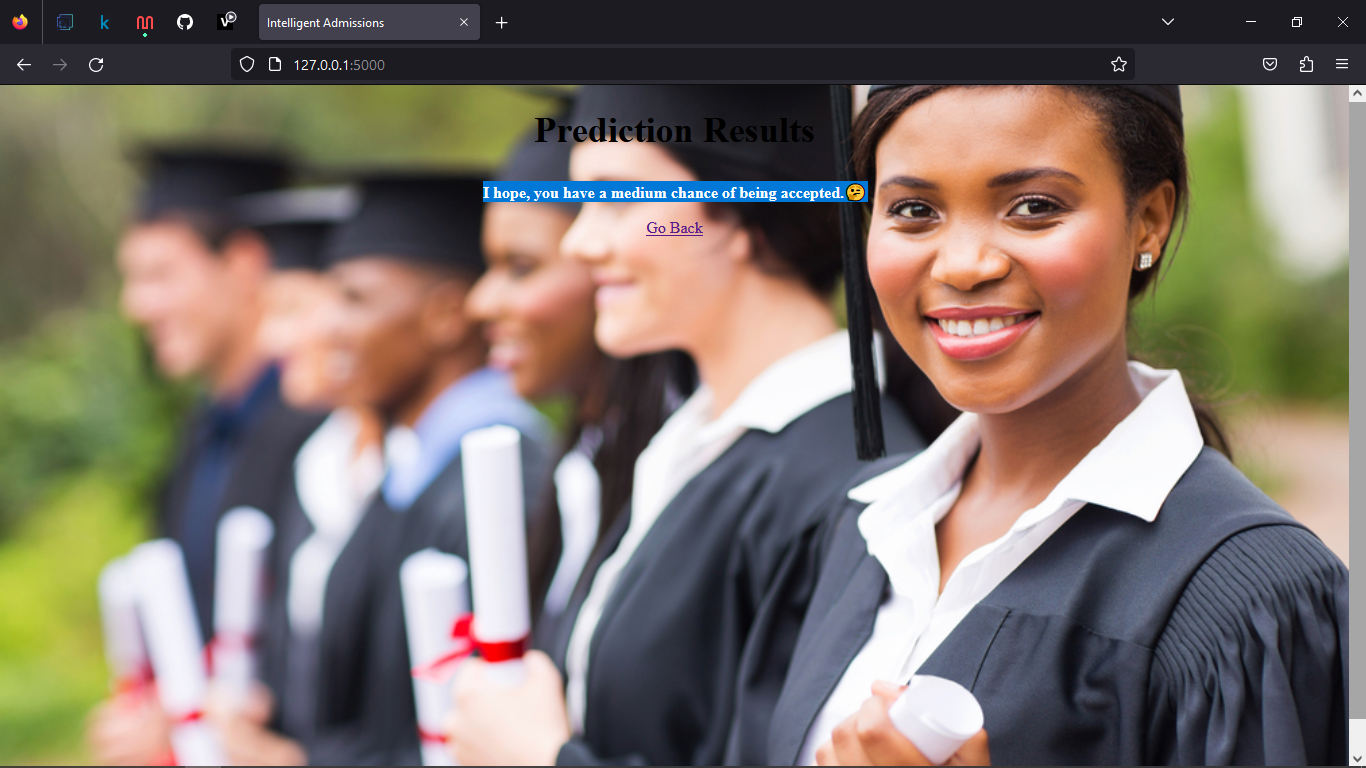 Intelligent Admissions
127.0.0.1:5000
Prediction Results
I hope, you have a medium chance of being accepted.🤔
Go Back